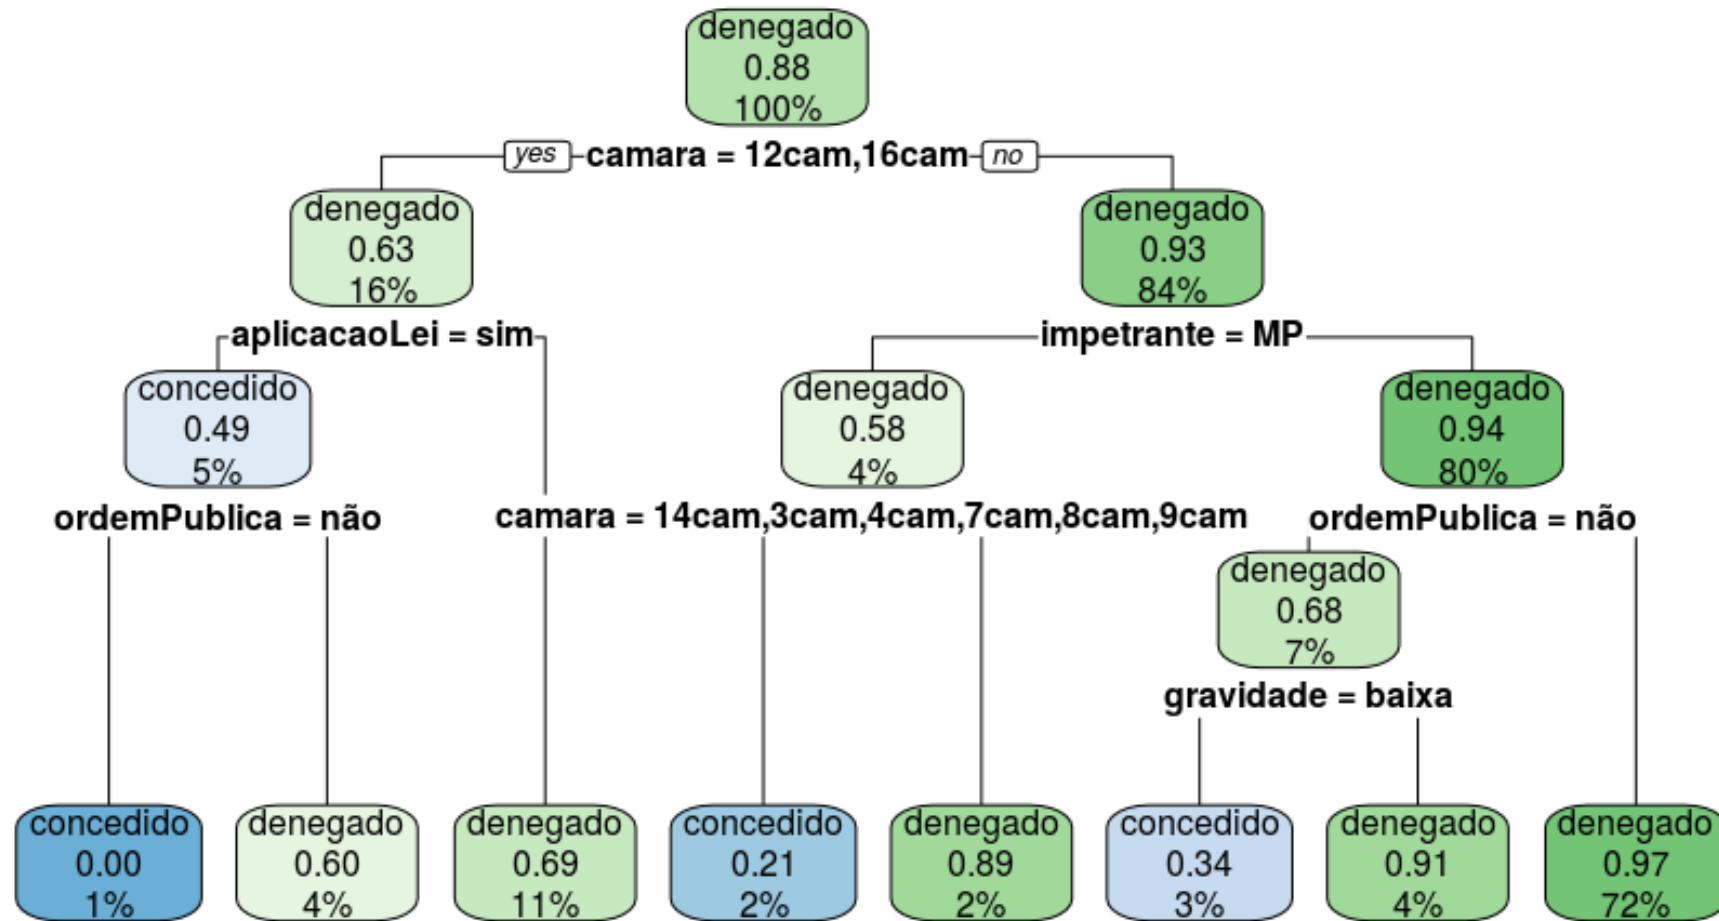 denegado
0.88
100%
yes camara = 12cam,16cam no
denegado
0.63
16%
denegado
0.93
84%
aplicacaoLei = sim
impetrante = MP
concedido
0.49
5%
denegado
0.58
4%
denegado
0.94
80%
ordemPublica = não
camara = 14cam,3cam,4cam,7cam,8cam,9cam
ordemPublica = não
denegado
0.68
7%
gravidade = baixa
concedido
0.00
1%
denegado
0.60
4%
denegado
0.69
11%
concedido
0.21
2%
denegado
0.89
2%
concedido
0.34
3%
denegado
0.91
4%
denegado
0.97
72%